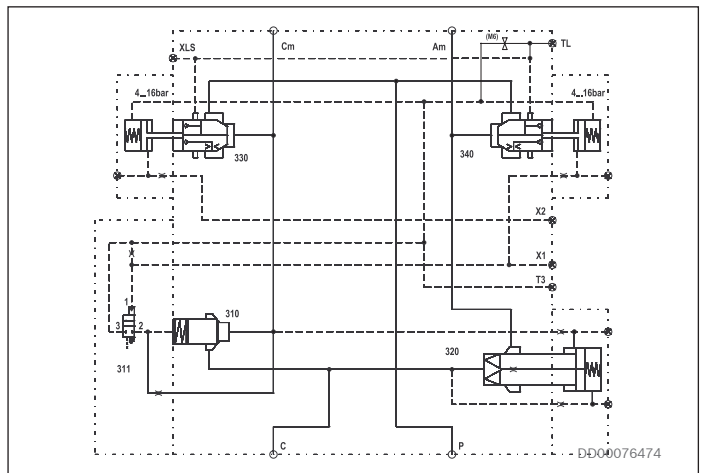 (M6)
XLS
Cm
Am
TL
4...16bar
4...16bar
330
340
X2
X1
T3
1
310
3
2
320
311
C
P
DD00076474